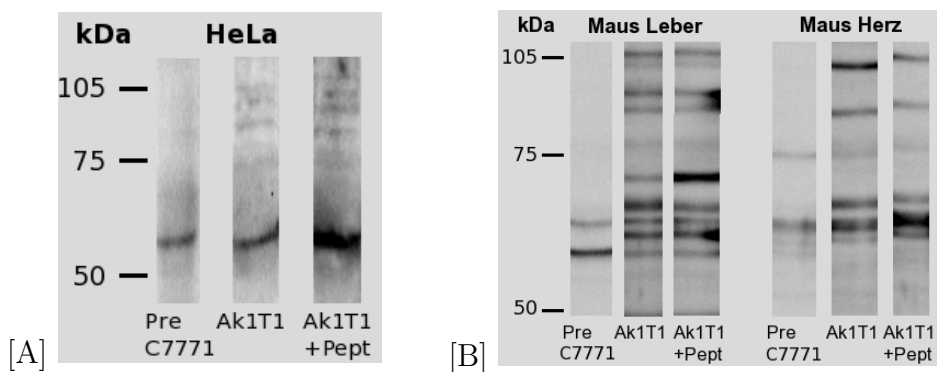 kDa HeLa
105
75
50
Pre Ak1T1 Ak1T1
C7771 +Pept
[A]
kDa Maus Leber Maus Herz
105
75
50
Pre Ak1T1 Ak1T1 Pre Ak1T1 Ak1T1
C7771 +Pept C7771 +Pept
[B]